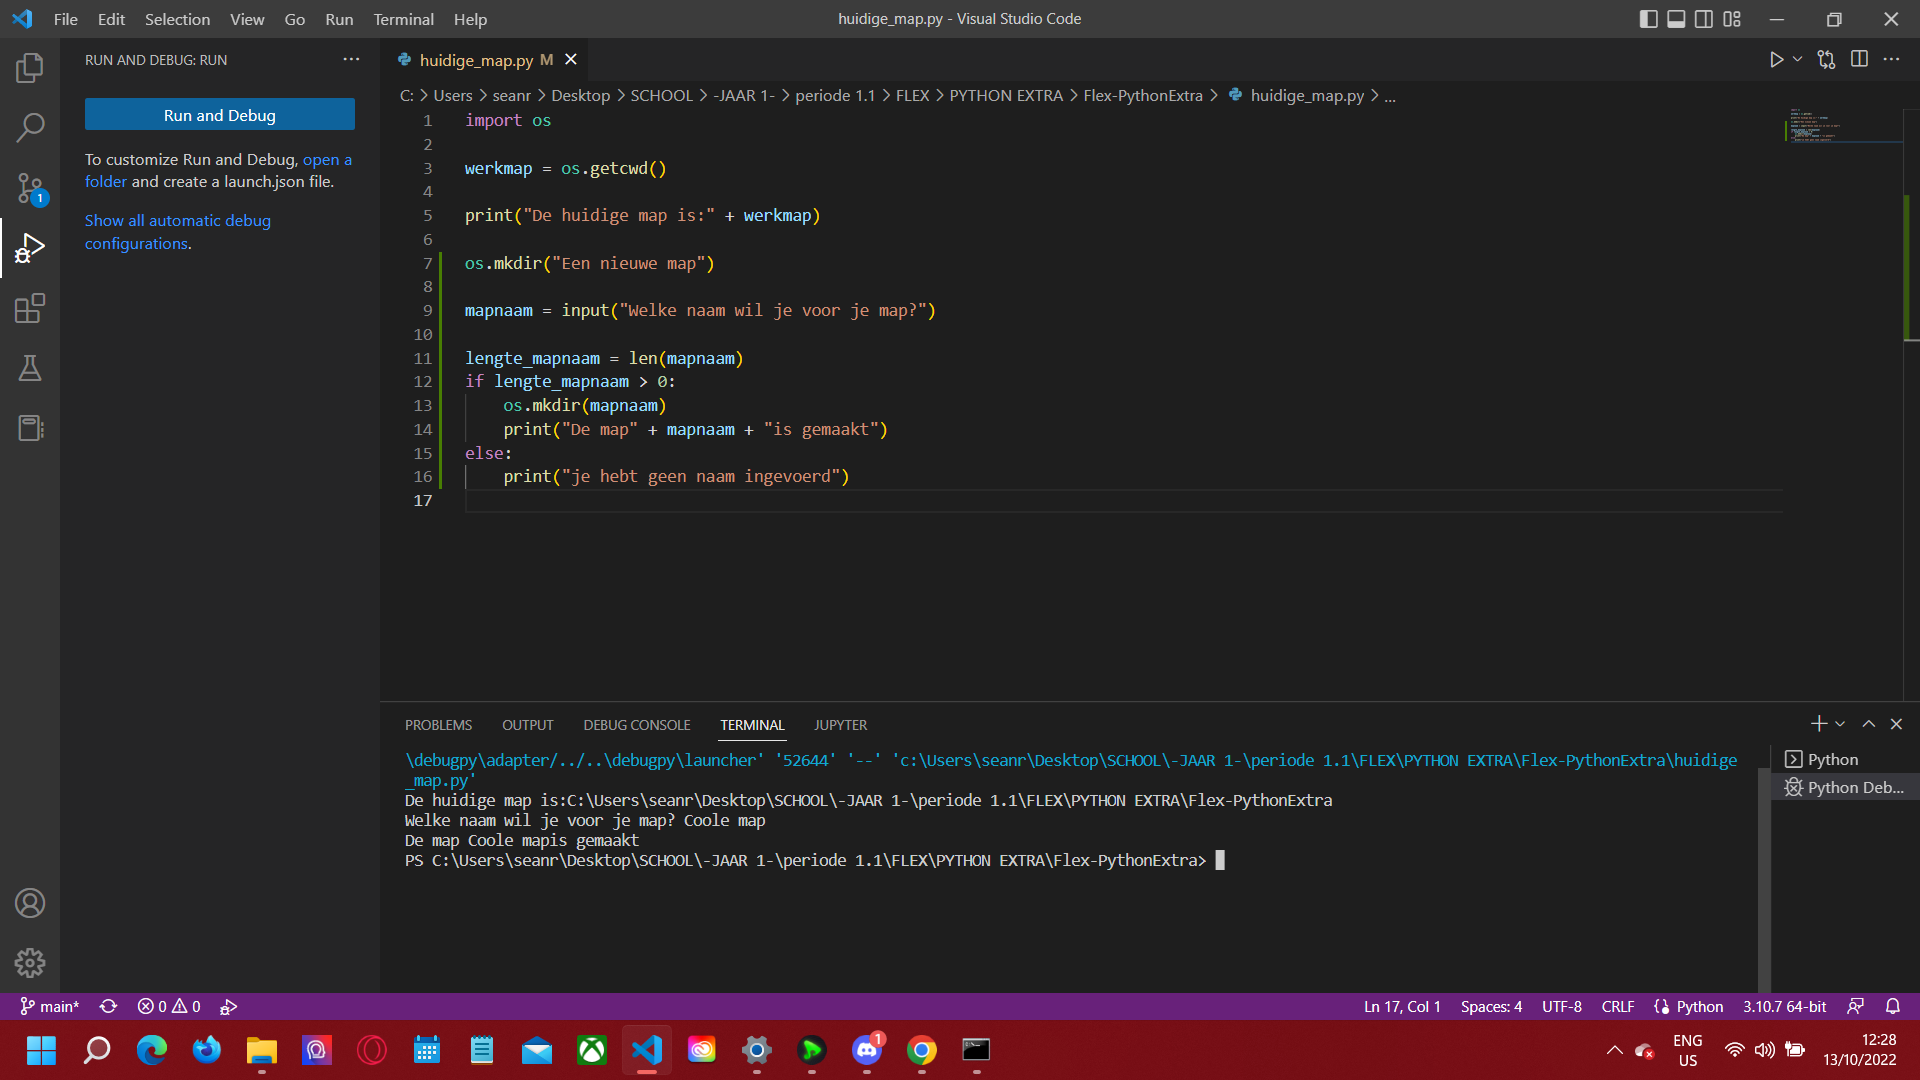 File Edit Selection View Go Run Terminal Help
huidige_map.py - Visual Studio Code
RUN AND DEBUG: RUN
Run and Debug
To customize Run and Debug, open a
folder and create a launch.json file.
Show all automatic debug
configurations.
huidige_map.py M
C: > Users > seanr > Desktop > SCHOOL > -JAAR 1- > periode 1.1 > FLEX > PYTHON EXTRA > Flex-PythonExtra > huidige_map.py > ...
1 import os
2
3 werkmap = os.getcwd()
4
5 print("De huidige map is:" + werkmap)
6
7 os.mkdir("Een nieuwe map")
8
9 mapnaam = input("Welke naam wil je voor je map?")
10
11 lengte_mapnaam = len(mapnaam)
12 if lengte_mapnaam > 0:
13     os.mkdir(mapnaam)
14     print("De map" + mapnaam + "is gemaakt")
15 else:
16     print("je hebt geen naam ingevoerd")
17
PROBLEMS OUTPUT DEBUG CONSOLE TERMINAL JUPYTER
\debugpy\adapter/../..\debugpy\launcher' '52644' '--' 'c:\Users\seanr\Desktop\SCHOOL\-JAAR 1-\periode 1.1\FLEX\PYTHON EXTRA\Flex-PythonExtra\huidige
_map.py'
De huidige map is:C:\Users\seanr\Desktop\SCHOOL\-JAAR 1-\periode 1.1\FLEX\PYTHON EXTRA\Flex-PythonExtra
Welke naam wil je voor je map? Coole map
De map Coole mapis gemaakt
PS C:\Users\seanr\Desktop\SCHOOL\-JAAR 1-\periode 1.1\FLEX\PYTHON EXTRA\Flex-PythonExtra>
Python
Python Deb...
1
main* 0 0
Ln 17, Col 1 Spaces: 4 UTF-8 CRLF Python 3.10.7 64-bit
1
ENG
US
12:28
13/10/2022